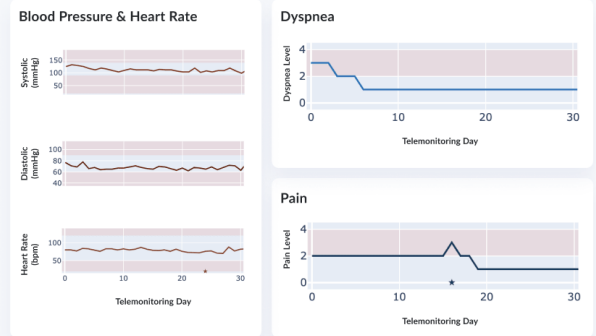 Blood Pressure & Heart Rate
Systolic
(mmHg)
150
100
50
Diastolic
(mmHg)
100
80
60
40
Heart Rate
(bpm)
100
50
0
10
20
30
Telemonitoring Day
Dyspnea
Dyspnea Level
4
2
0
0
10
20
30
Telemonitoring Day
Pain
Pain Level
4
2
0
0
10
20
30
Telemonitoring Day